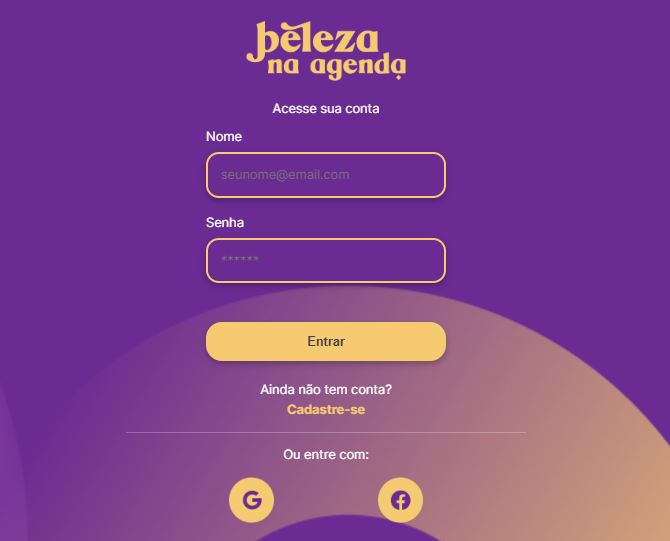 beleza
na agenda
Acesse sua conta
Nome
seunome@email.com
Senha
******
Entrar
Ainda não tem conta?
Cadastre-se
Ou entre com:
G